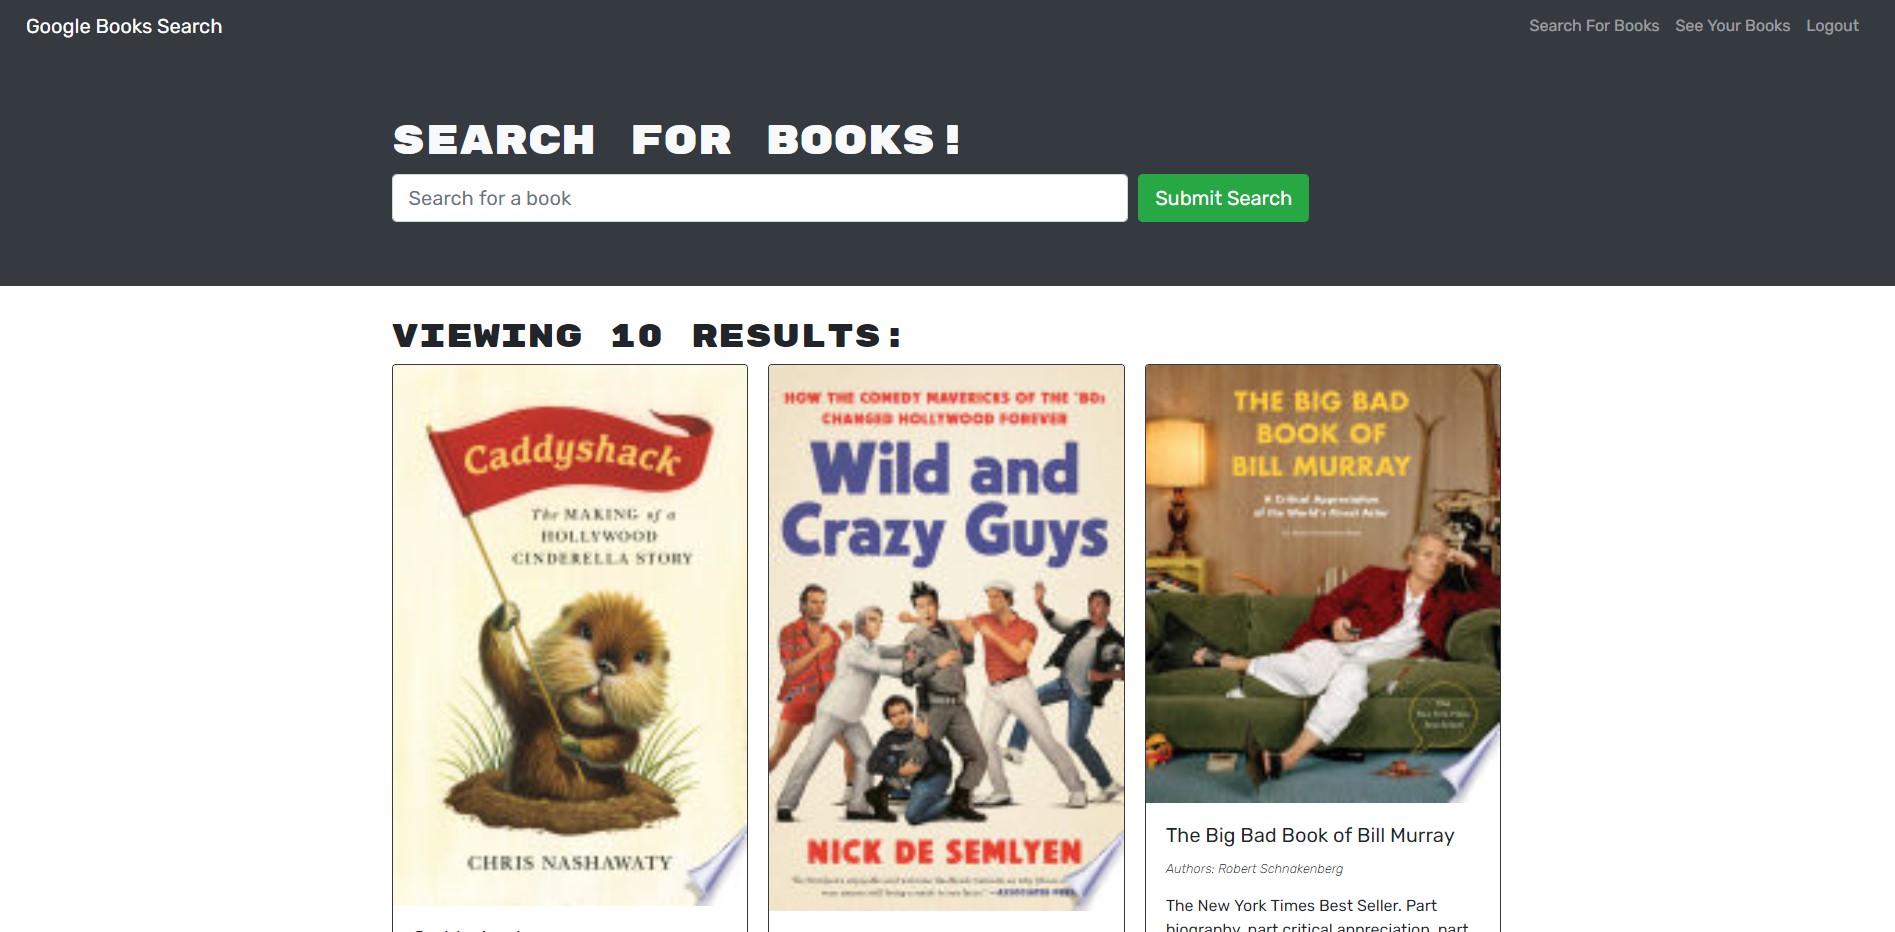 Google Books Search
Search For Books See Your Books Logout
SEARCH FOR BOOKS!
Search for a book
Submit Search
VIEWING 10 RESULTS:
Caddyshack
The MAKING of a
HOLLYWOOD
CINDERELLA STORY
CHRIS NASHAWATY
HOW THE COMEDY MAVERICKS OF THE '80s
CHANGED HOLLYWOOD FOREVER
Wild and
Crazy Guys
NICK DE SEMLYEN
THE BIG BAD
BOOK OF
BILL MURRAY
A Critical Appreciation
of the World's Finest Actor
The Big Bad Book of Bill Murray
Authors: Robert Schnakenberg
The New York Times Best Seller. Part
biography, part critical appreciation, part